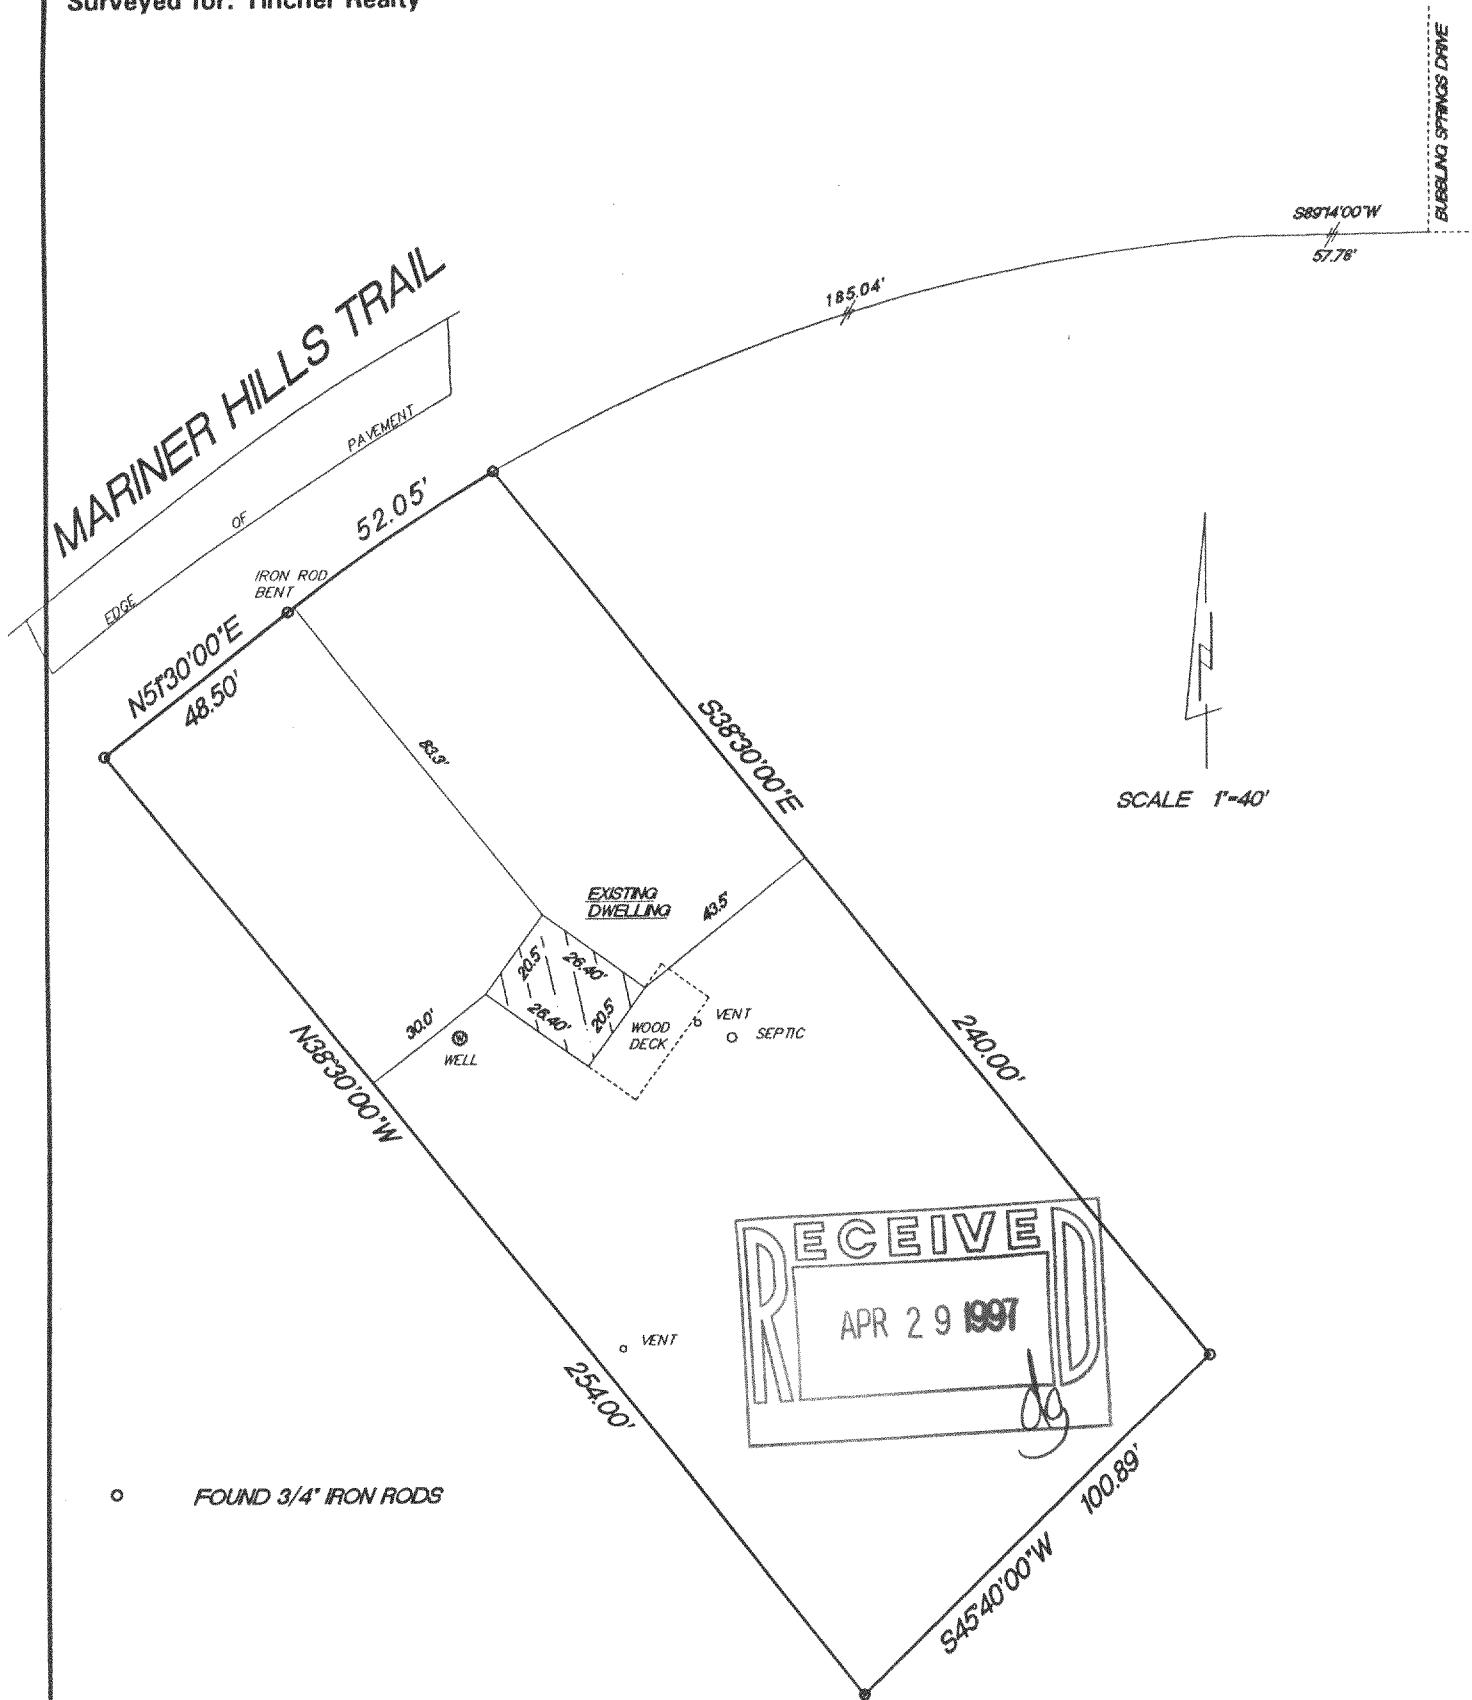 Surveyed for: Tincher Realty
BUBBLING SPRINGS DRIVE
S89°14'00"W
57.78'
185.04'
MARINER HILLS TRAIL
EDGE OF PAVEMENT
52.05'
IRON ROD
BENT
N51°30'00"E
48.50'
83.3'
S38°30'00"E
240.00'
SCALE 1"=40'
EXISTING
DWELLING
43.5'
20.5'
26.40'
26.40'
20.5'
WOOD
DECK
VENT
SEPTIC
30.0'
W
WELL
N38°30'00"W
254.00'
VENT
RECEIVED
APR 29 1997
dg
FOUND 3/4" IRON RODS
100.89'
S45°40'00"W